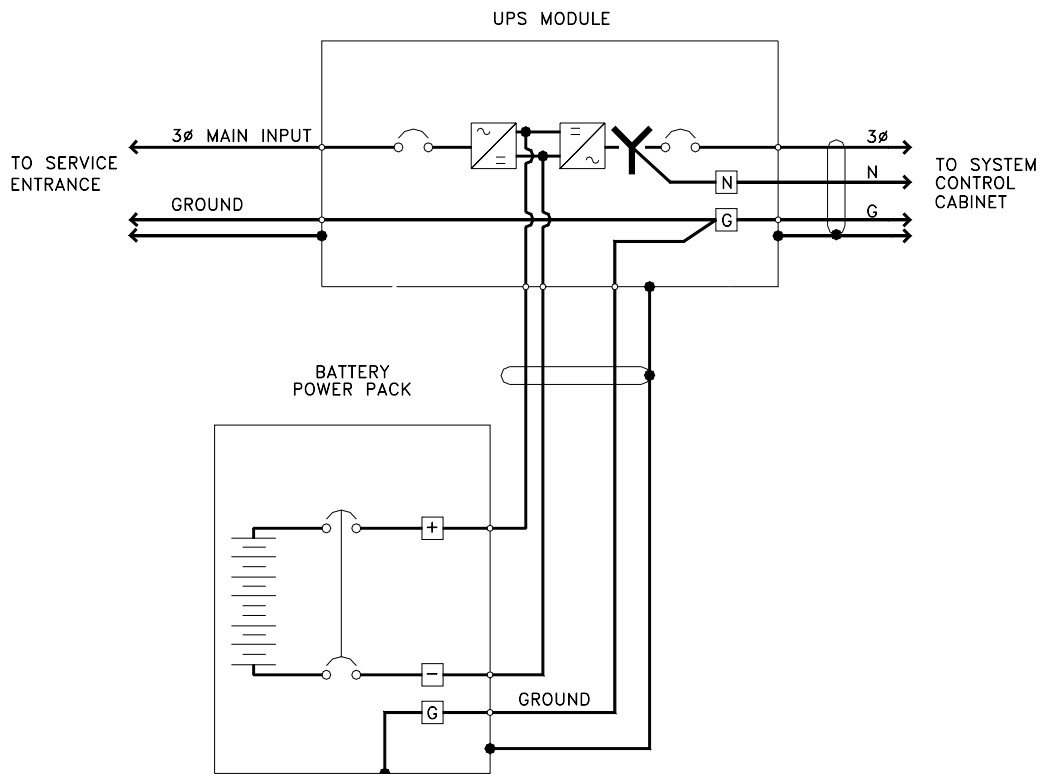 UPS MODULE
3ø MAIN INPUT
3ø
TO SERVICE
ENTRANCE
TO SYSTEM
CONTROL
CABINET
N
N
GROUND
G
G
BATTERY
POWER PACK
+
−
G
GROUND